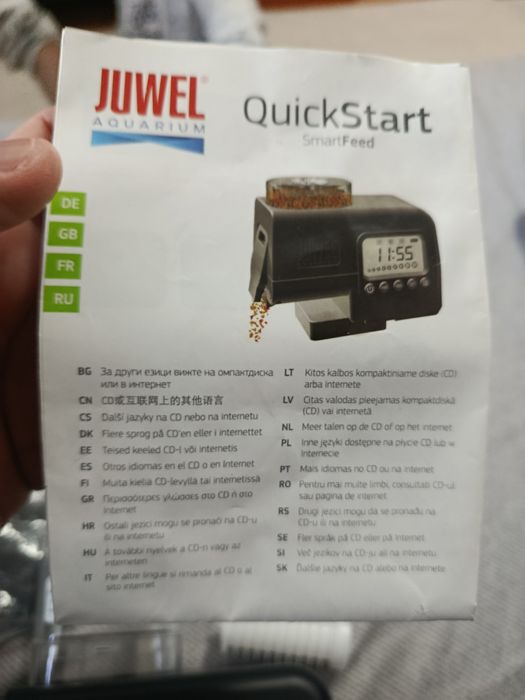 JUWEL®
AQUARIUM
QuickStart
SmartFeed
DE
GB
FR
RU
JUWEL
11:55
BG За други езици вижте на омпактдиска
или в интернет
CN CD或互联网上的其他语言
CS Další jazyky na CD nebo na internetu
DK Flere sprog på CD'en eller i internettet
EE Teised keeled CD-l või internetis
ES Otros idiomas en el CD o en Internet
FI Muita kieliä CD-levyllä tai internetissä
GR Περισσότερες γλώσσες στο CD ή στο
Internet
HR Ostali jezici mogu se pronaći na CD-u
ili na internetu
HU A további nyelvek a CD-n vagy az
interneten
IT Per altre lingue si rimanda al CD o al
sito internet
LT Kitos kalbos kompaktiniame diske (CD)
arba internete
LV Citas valodas pieejamas kompaktdiskā
(CD) vai internetā
NL Meer talen op de CD of op het internet
PL Inne języki dostępne na płycie CD lub w
Internecie
PT Mais idiomas no CD ou na internet
RO Pentru mai multe limbi, consultați CD-ul
sau pagina de internet
RS Drugi jezici mogu da se pronađu na
CD-u ili na internetu
SE Fler språk på CD eller på Internet
SI Več jezikov na CD-ju ali na internetu
SK Ďalšie jazyky na CD alebo na internete